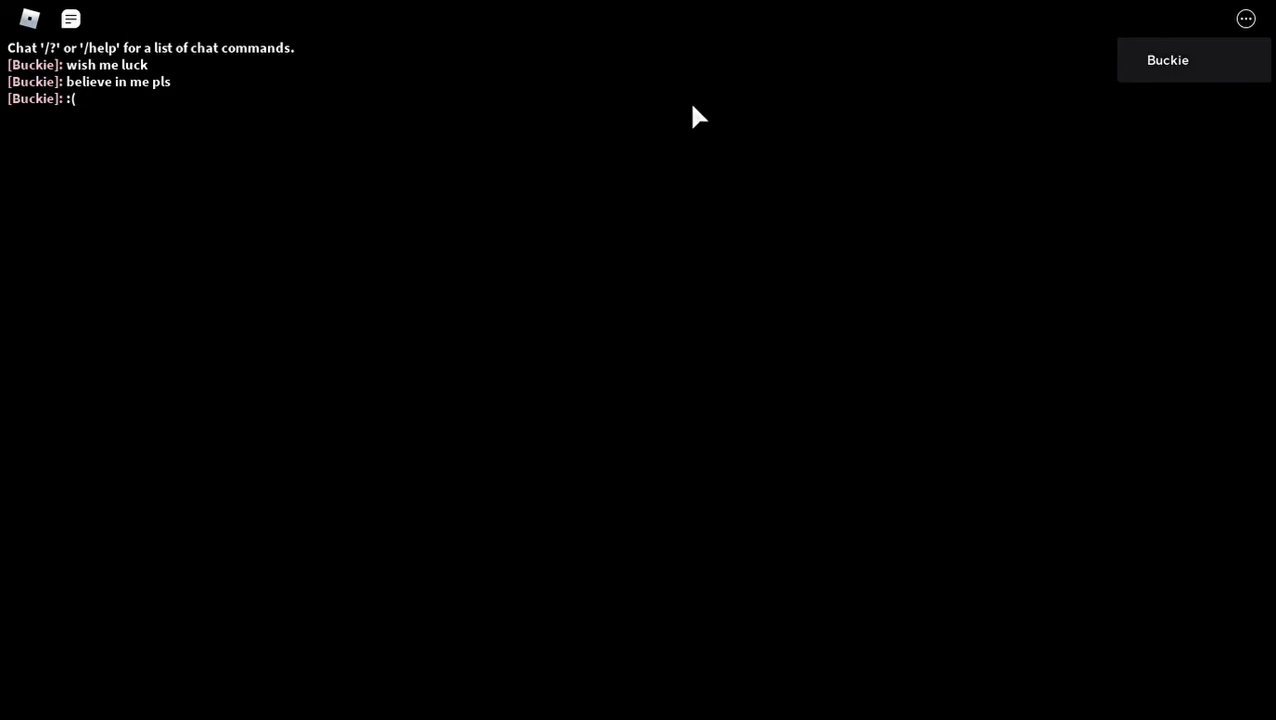 Chat '/?' or '/help' for a list of chat commands.
[Buckie]: wish me luck
Buckie
[Buckie]: believe in me pls
[Buckie]: :(